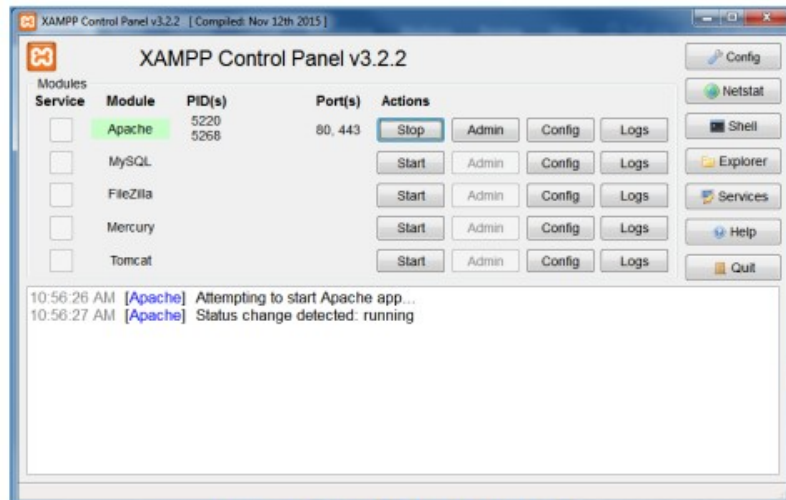 XAMPP Control Panel v3.2.2 [ Compiled: Nov 12th 2015 ]
XAMPP Control Panel v3.2.2
Config
Modules
Service Module PID(s) Port(s) Actions
Netstat
Apache 5220 5268 80, 443 Stop Admin Config Logs
Shell
MySQL Start Admin Config Logs
Explorer
FileZilla Start Admin Config Logs
Services
Mercury Start Admin Config Logs
Help
Tomcat Start Admin Config Logs
Quit
10:56:26 AM [Apache] Attempting to start Apache app...
10:56:27 AM [Apache] Status change detected: running